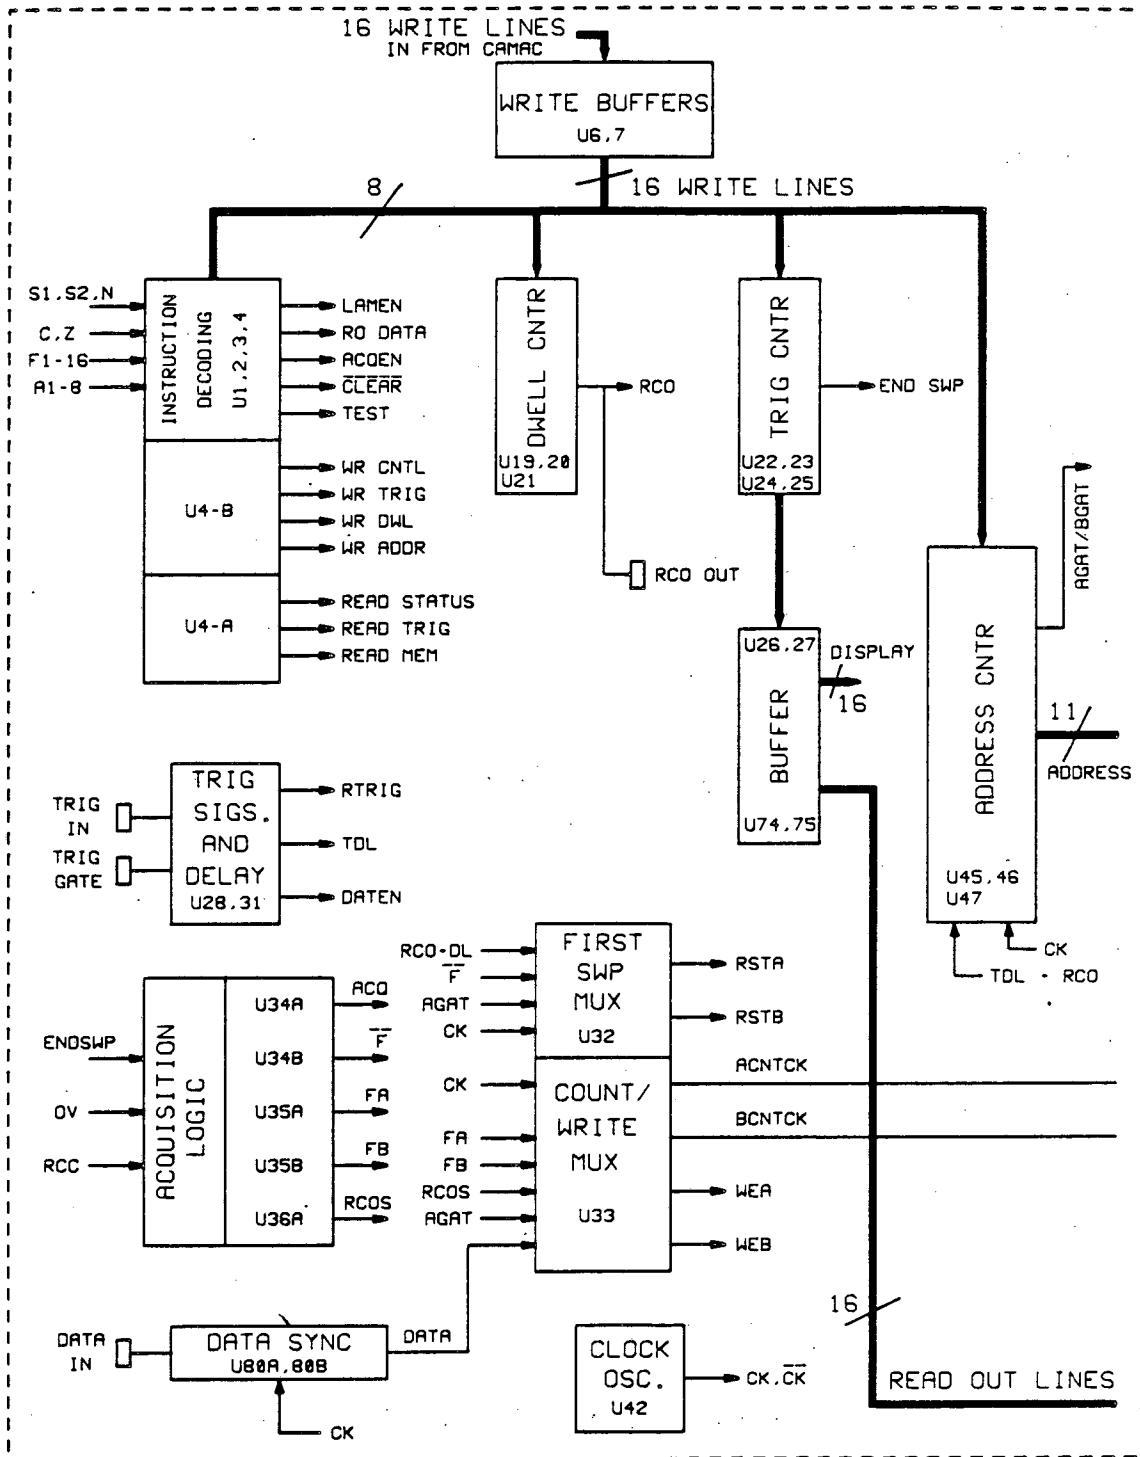 16 WRITE LINES
IN FROM CAMAC
WRITE BUFFERS
U6,7
8
16 WRITE LINES
S1,S2,N
C,Z
F1-16
A1-8
INSTRUCTION
DECODING
U1,2,3,4
LAMEN
RO DATA
ACQEN
CLEAR
TEST
U4-B
WR CNTL
WR TRIG
WR DWL
WR ADDR
U4-A
READ STATUS
READ TRIG
READ MEM
DWELL CNTR
U19,20
U21
RCO
RCO OUT
TRIG CNTR
U22,23
U24,25
END SWP
U26,27
BUFFER
U74,75
DISPLAY
16
AGAT/BGAT
ADDRESS CNTR
U45,46
U47
11
ADDRESS
CK
TDL - RCO
TRIG
IN
TRIG
GATE
TRIG
SIGS.
AND
DELAY
U28,31
RTRIG
TDL
DATEN
ENDSWP
OV
RCC
ACQUISITION
LOGIC
U34A
U34B
U35A
U35B
U36A
ACQ
F̅
FA
FB
RCOS
RCO-DL
F̅
AGAT
CK
FIRST
SWP
MUX
U32
RSTA
RSTB
CK
FA
FB
RCOS
AGAT
COUNT/
WRITE
MUX
U33
ACNTCK
BCNTCK
WEA
WEB
DATA
IN
DATA SYNC
U80A,80B
DATA
CK
CLOCK
OSC.
U42
CK,C̅K̅
16
READ OUT LINES